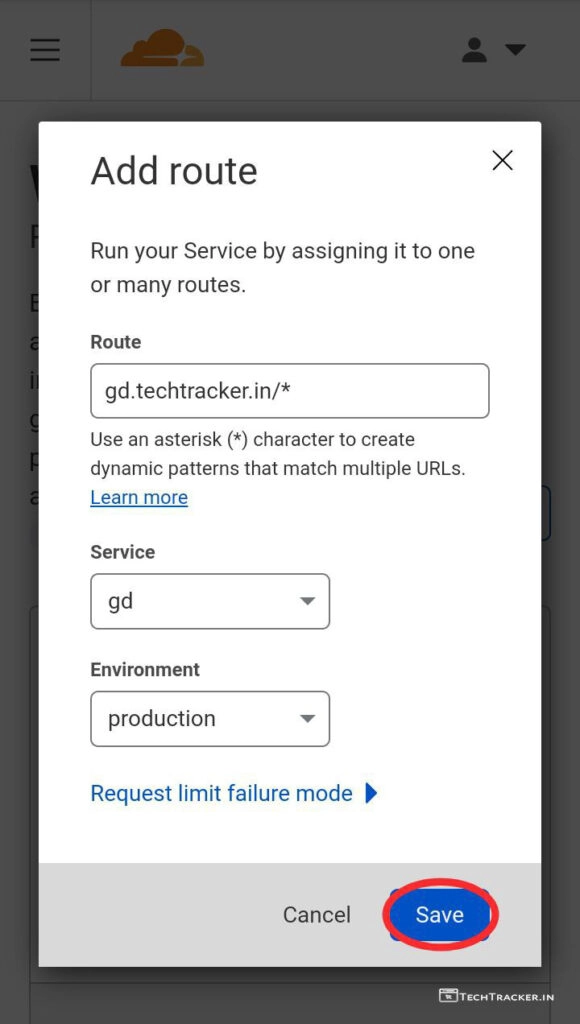 Add route
Run your Service by assigning it to one
or many routes.
Route
gd.techtracker.in/*
Use an asterisk (*) character to create
dynamic patterns that match multiple URLs.
Learn more
Service
gd
Environment
production
Request limit failure mode
Cancel
Save
TECHTRACKER.IN